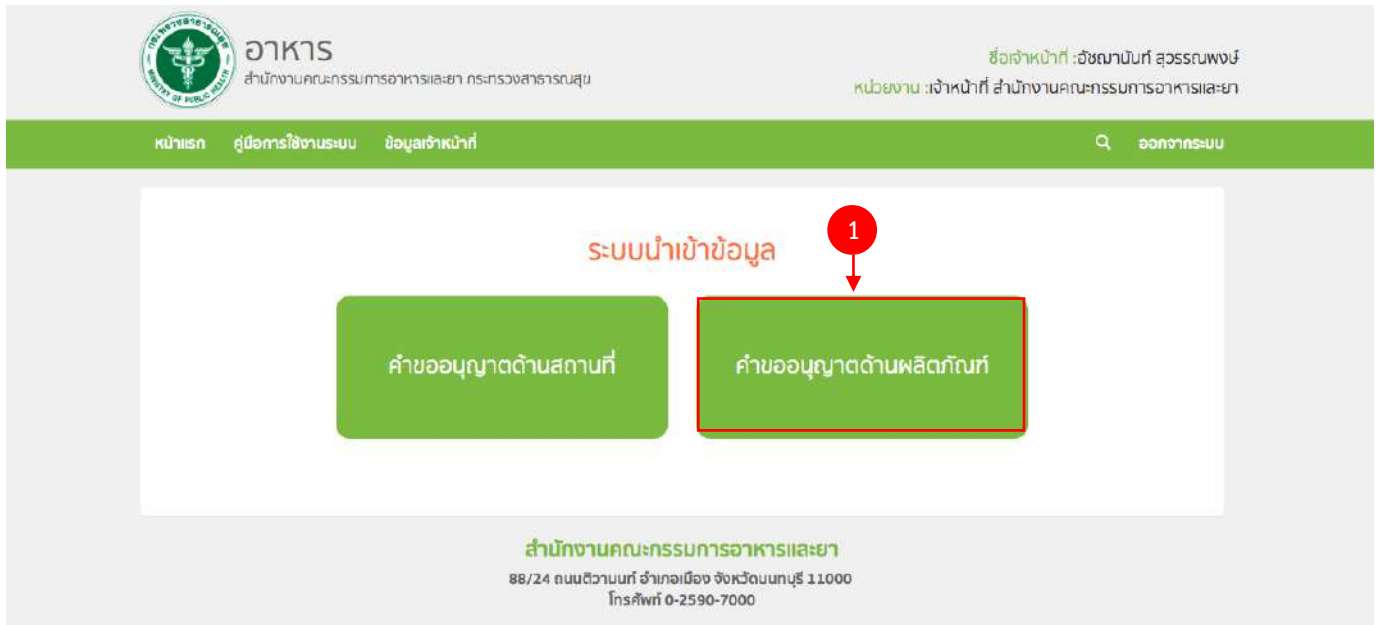 อาหาร
สำนักงานคณะกรรมการอาหารและยา กระทรวงสาธารณสุข
ชื่อเจ้าหน้าที่ :อัชฌานันท์ สุวรรณพงษ์
หน่วยงาน :เจ้าหน้าที่ สำนักงานคณะกรรมการอาหารและยา
หน้าแรก คู่มือการใช้งานระบบ ข้อมูลเจ้าหน้าที่ ออกจากระบบ
ระบบนำเข้าข้อมูล
1
คำขออนุญาตด้านสถานที่ คำขออนุญาตด้านผลิตภัณฑ์
สำนักงานคณะกรรมการอาหารและยา
88/24 ถนนติวานนท์ อำเภอเมือง จังหวัดนนทบุรี 11000
โทรศัพท์ 0-2590-7000